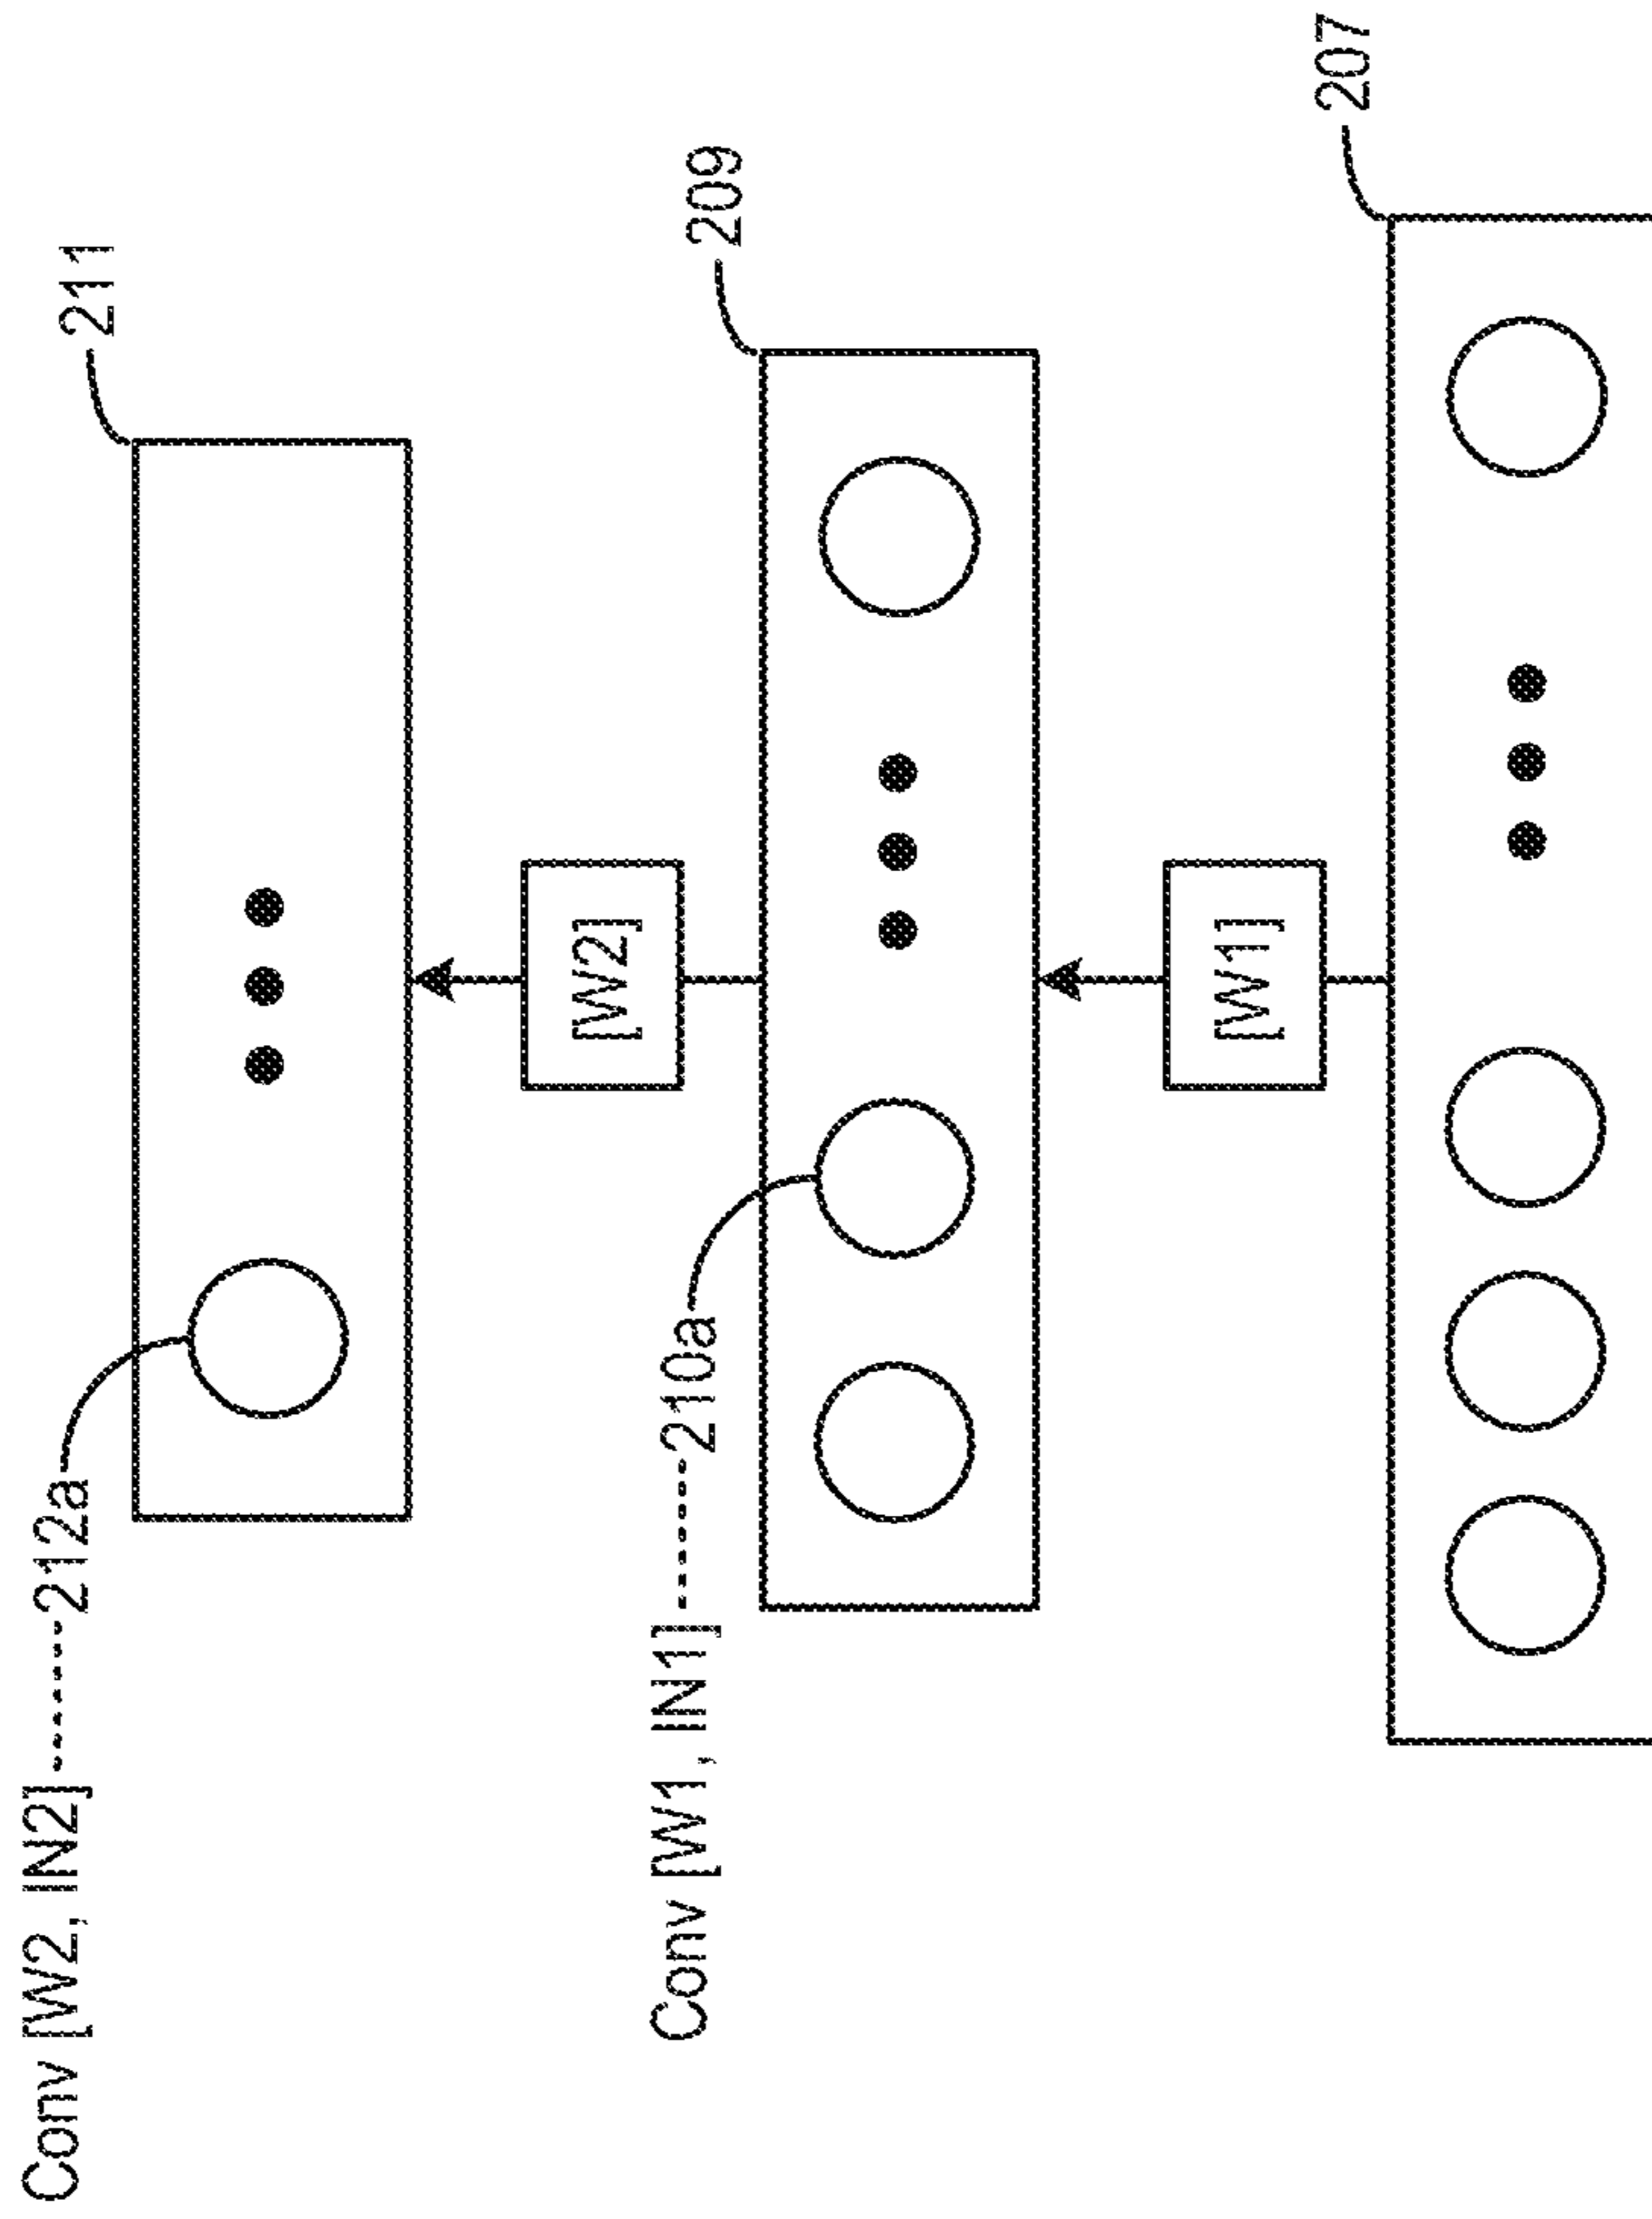 211
Conv [W2, IN2]-------212a
[W2]
209
Conv [W1, IN1]------210a
[W1]
207